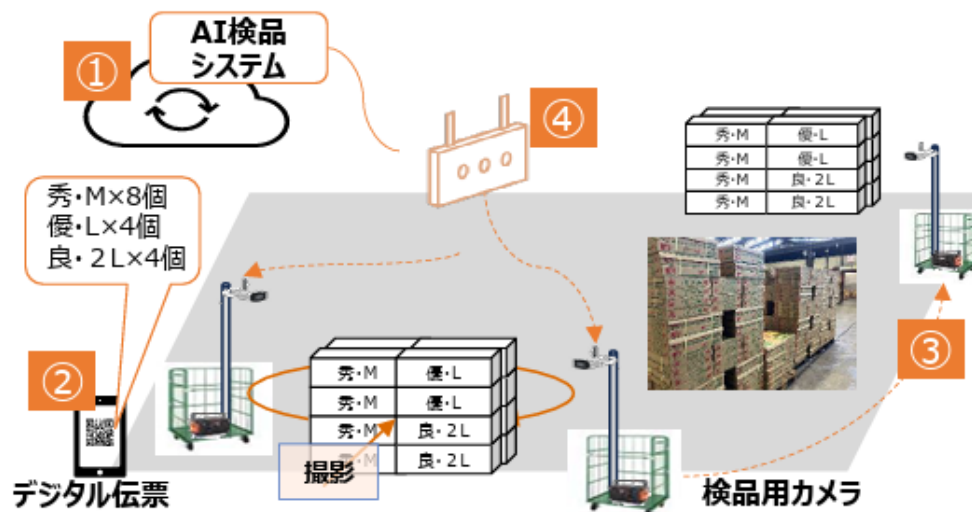 ①
AI検品
システム
④
秀・M 優・L
秀・M 優・L
秀・M 良・2L
秀・M 良・2L
秀・M×8個
優・L×4個
良・2L×4個
③
②
秀・M 優・L
秀・M 優・L
秀・M 良・2L
秀・M 良・2L
撮影
デジタル伝票
検品用カメラ